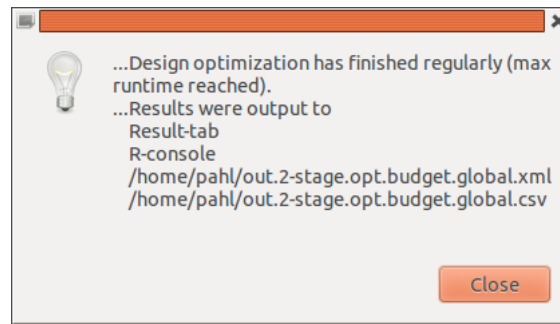 ...Design optimization has finished regularly (max
runtime reached).
...Results were output to
Result-tab
R-console
/home/pahl/out.2-stage.opt.budget.global.xml
/home/pahl/out.2-stage.opt.budget.global.csv
Close